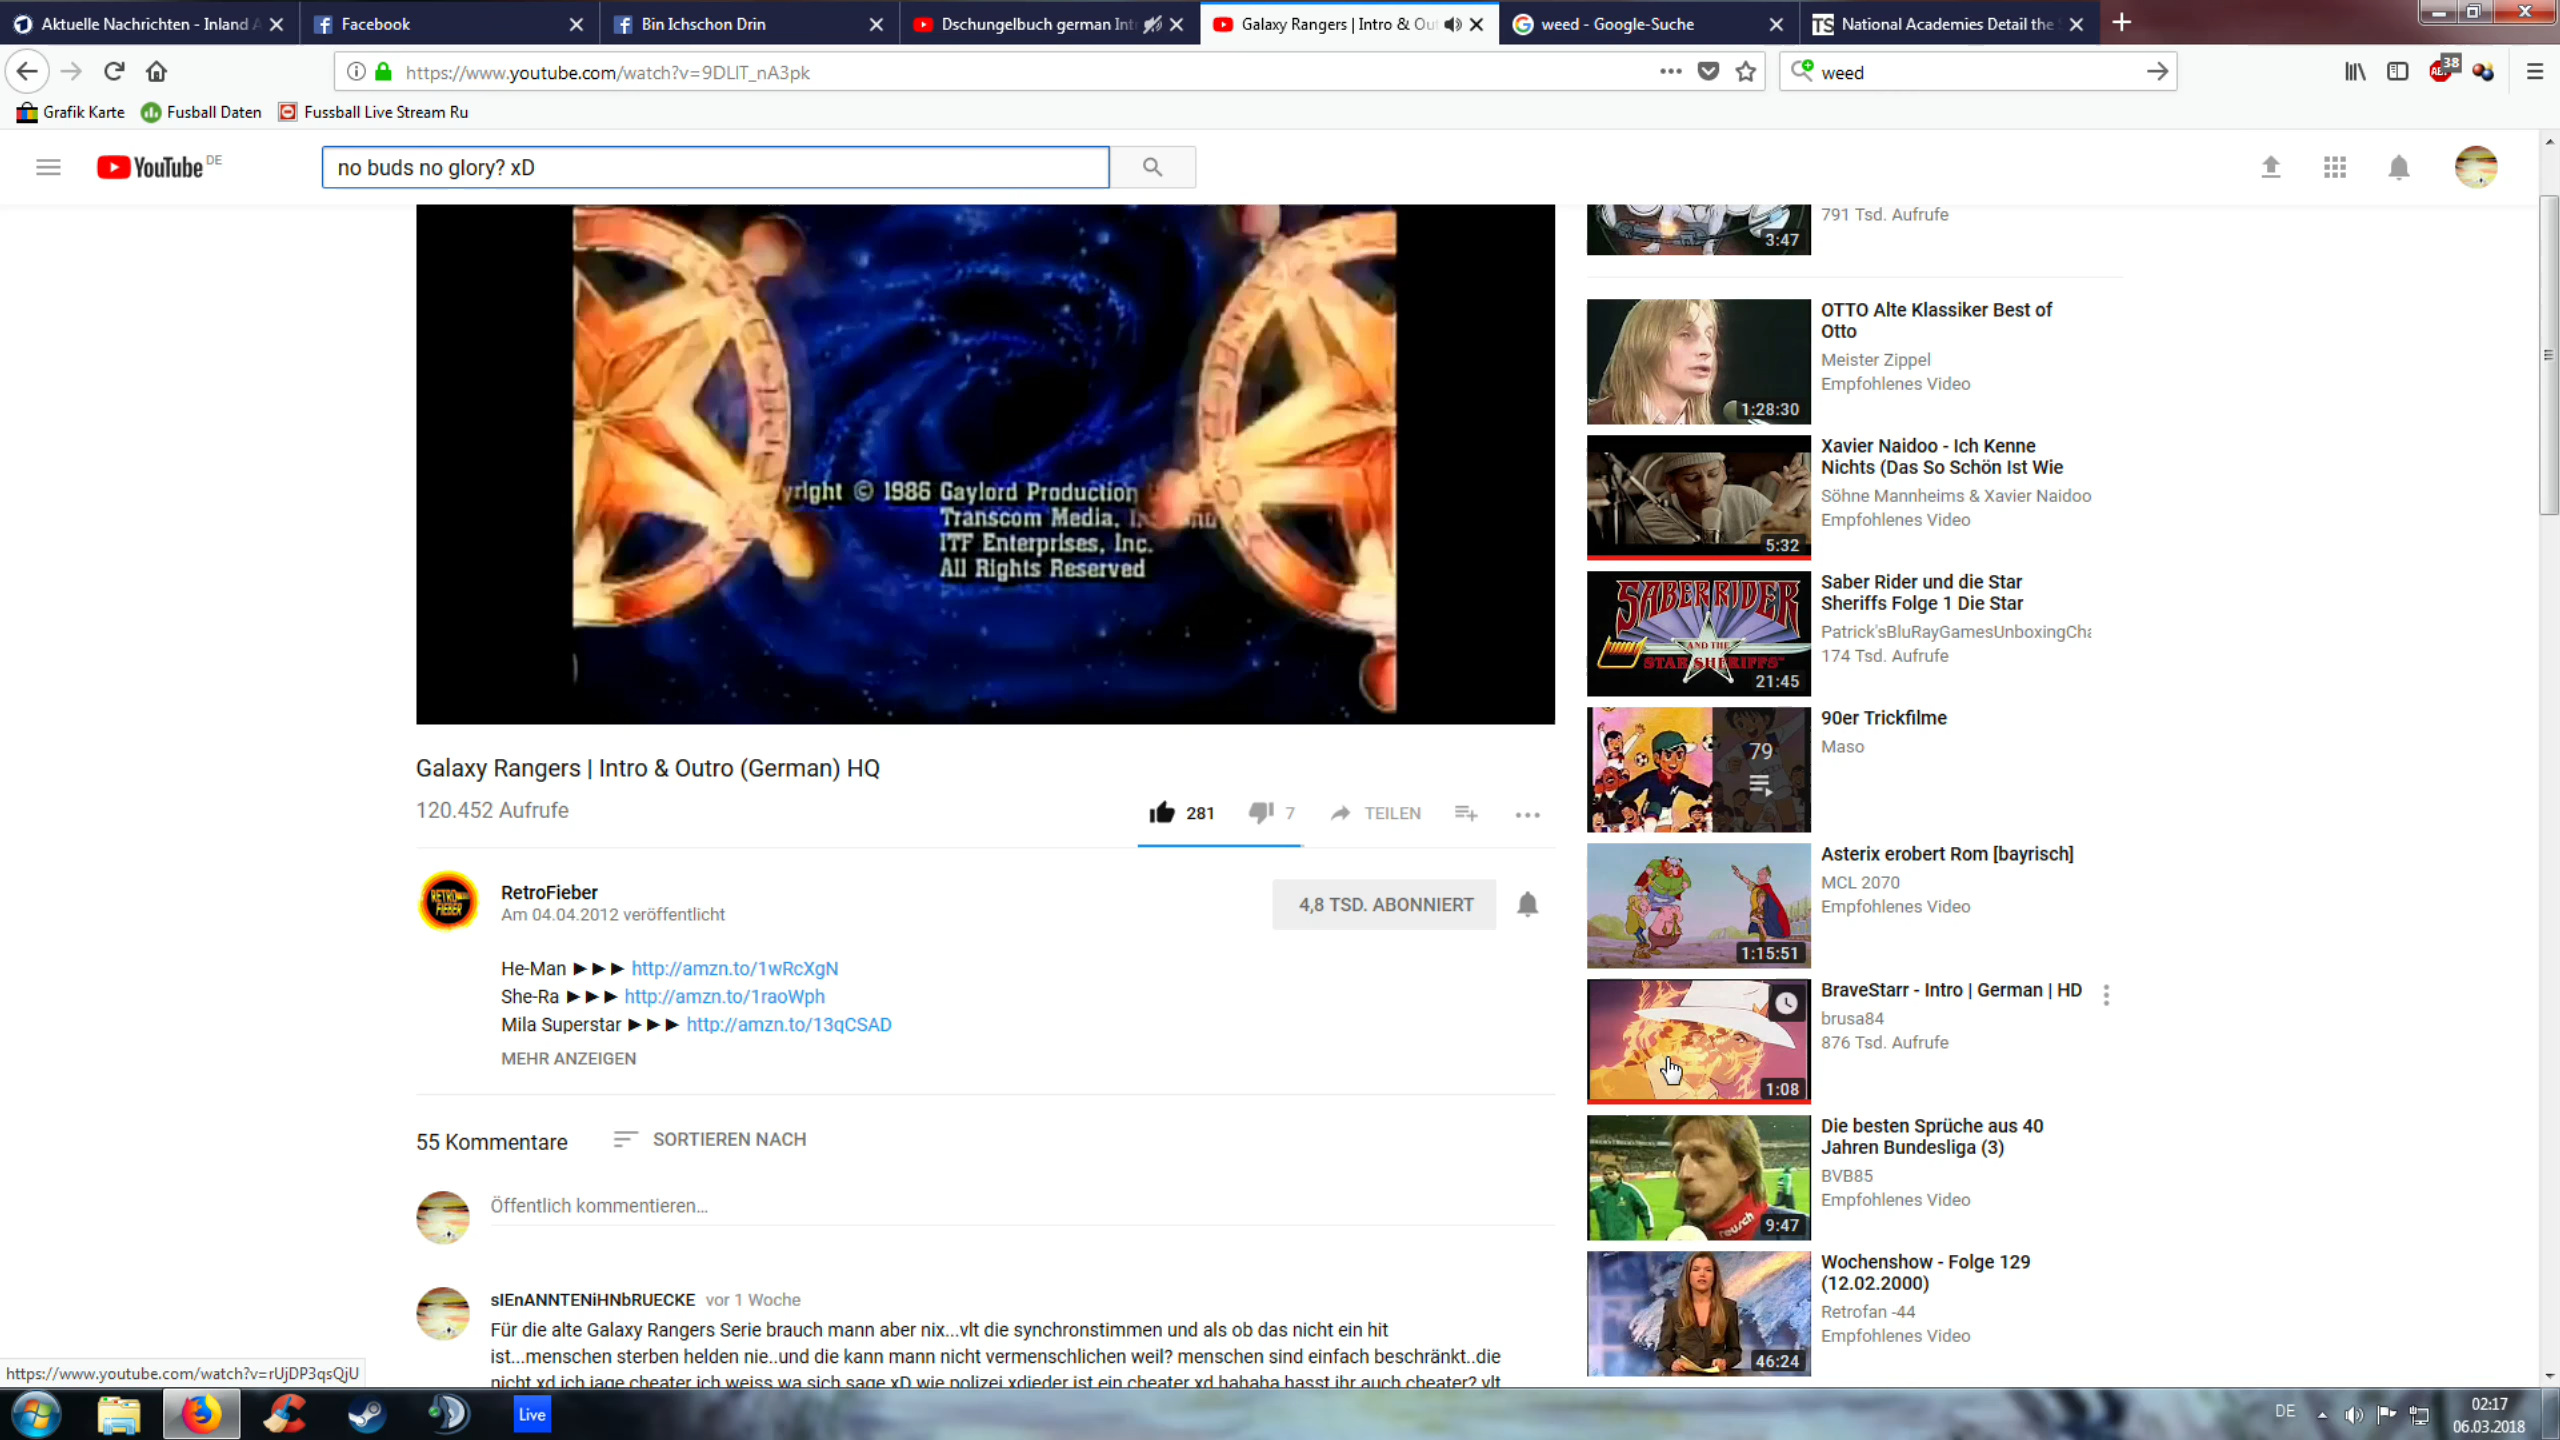 Aktuelle Nachrichten - Inland A
Facebook
Bin Ichschon Drin
Dschungelbuch german Int
Galaxy Rangers | Intro & Out
weed - Google-Suche
National Academies Detail the
https://www.youtube.com/watch?v=9DLlT_nA3pk
weed
38
Grafik Karte
Fusball Daten
Fussball Live Stream Ru
YouTube DE
no buds no glory? xD
yright © 1986 Gaylord Production
Transcom Media,
ITF Enterprises, Inc.
All Rights Reserved
Galaxy Rangers | Intro & Outro (German) HQ
120.452 Aufrufe
281
7
TEILEN
RETRO FIEBER
RetroFieber
Am 04.04.2012 veröffentlicht
4,8 TSD. ABONNIERT
He-Man ►►► http://amzn.to/1wRcXgN
She-Ra ►►► http://amzn.to/1raoWph
Mila Superstar ►►► http://amzn.to/13qCSAD
MEHR ANZEIGEN
55 Kommentare
SORTIEREN NACH
Öffentlich kommentieren...
sIEnANNTENiHNbRUECKE vor 1 Woche
Für die alte Galaxy Rangers Serie brauch mann aber nix...vlt die synchronstimmen und als ob das nicht ein hit
ist...menschen sterben helden nie..und die kann mann nicht vermenschlichen weil? menschen sind einfach beschränkt..die
nicht xd ich jage cheater ich weiss wa sich sage xD wie polizei xdieder ist ein cheater xd hahaha hasst ihr auch cheater? vlt
791 Tsd. Aufrufe
3:47
OTTO Alte Klassiker Best of
Otto
Meister Zippel
Empfohlenes Video
1:28:30
Xavier Naidoo - Ich Kenne
Nichts (Das So Schön Ist Wie
Söhne Mannheims & Xavier Naidoo
Empfohlenes Video
5:32
SABER RIDER
AND THE
STAR SHERIFFS
21:45
Saber Rider und die Star
Sheriffs Folge 1 Die Star
Patrick'sBluRayGamesUnboxingCha
174 Tsd. Aufrufe
79
90er Trickfilme
Maso
Asterix erobert Rom [bayrisch]
MCL 2070
Empfohlenes Video
1:15:51
BraveStarr - Intro | German | HD
brusa84
876 Tsd. Aufrufe
1:08
Die besten Sprüche aus 40
Jahren Bundesliga (3)
BVB85
Empfohlenes Video
reusch
9:47
Wochenshow - Folge 129
(12.02.2000)
Retrofan -44
Empfohlenes Video
46:24
https://www.youtube.com/watch?v=rUjDP3qsQjU
Live
DE
02:17
06.03.2018